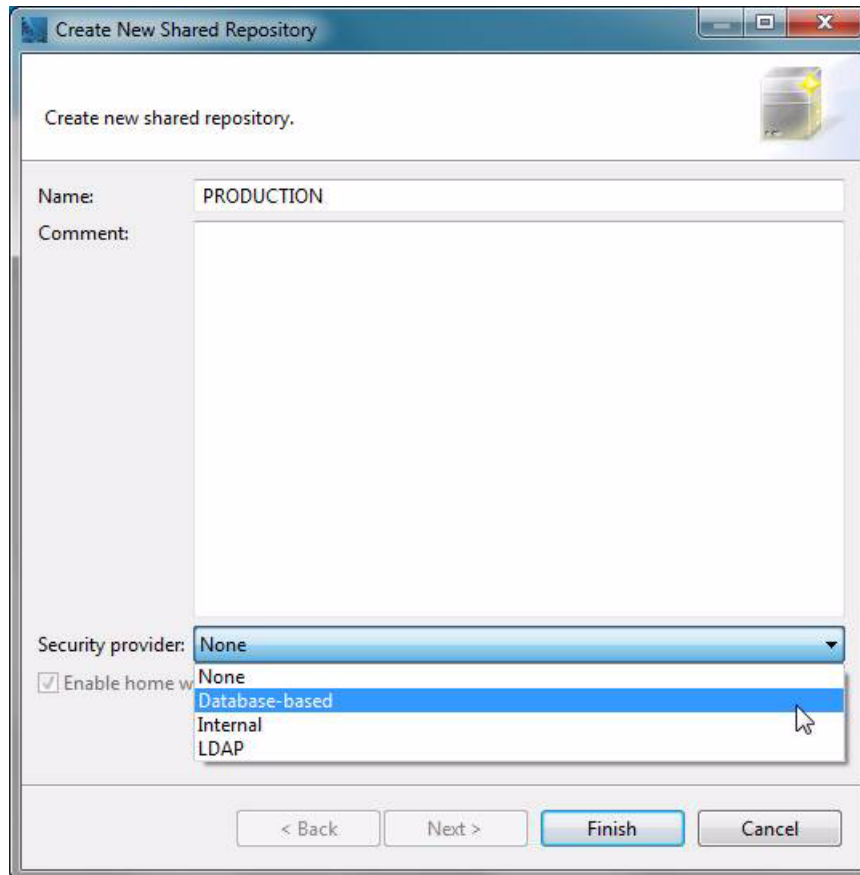 Create New Shared Repository
Create new shared repository.
Name: PRODUCTION
Comment:
Security provider: None
Enable home w
None
Database-based
Internal
LDAP
< Back Next > Finish Cancel